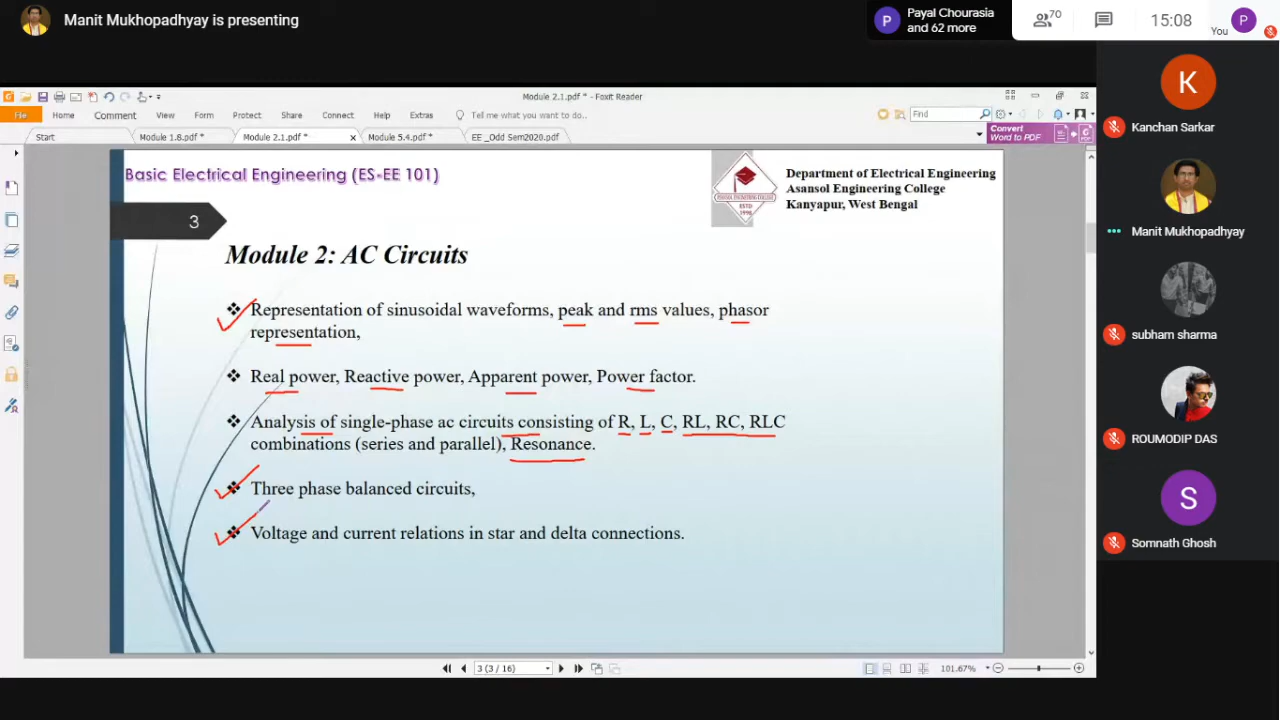 Manit Mukhopadhyay is presenting
P
Payal Chourasia
and 62 more
70
15:08
You
P
Module 2.1.pdf * - Foxit Reader
File
Home
Comment
View
Form
Protect
Share
Connect
Help
Extras
Tell me what you want to do..
Find
Start
Module 1.8.pdf *
Module 2.1.pdf *
Module 5.4.pdf *
EE _Odd Sem2020.pdf
Convert
Word to PDF
Basic Electrical Engineering (ES-EE 101)
Department of Electrical Engineering
Asansol Engineering College
Kanyapur, West Bengal
3
Module 2: AC Circuits
Representation of sinusoidal waveforms, peak and rms values, phasor
representation,
Real power, Reactive power, Apparent power, Power factor.
Analysis of single-phase ac circuits consisting of R, L, C, RL, RC, RLC
combinations (series and parallel), Resonance.
Three phase balanced circuits,
Voltage and current relations in star and delta connections.
3 (3 / 16)
101.67%
K
Kanchan Sarkar
Manit Mukhopadhyay
subham sharma
ROUMODIP DAS
S
Somnath Ghosh